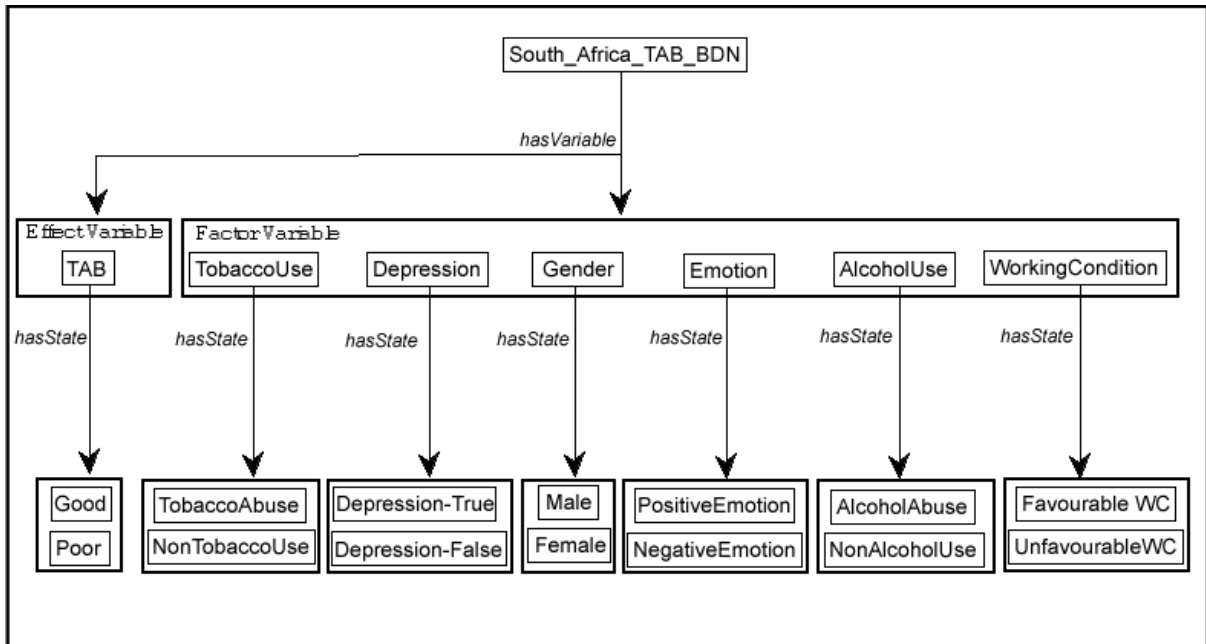 South_Africa_TAB_BDN
hasVariable
EffectVariable
FactorVariable
TAB
TobaccoUse
Depression
Gender
Emotion
AlcoholUse
WorkingCondition
hasState
hasState
hasState
hasState
hasState
hasState
hasState
Good
TobaccoAbuse
Depression-True
Male
PositiveEmotion
AlcoholAbuse
Favourable WC
Poor
NonTobaccoUse
Depression-False
Female
NegativeEmotion
NonAlcoholUse
UnfavourableWC